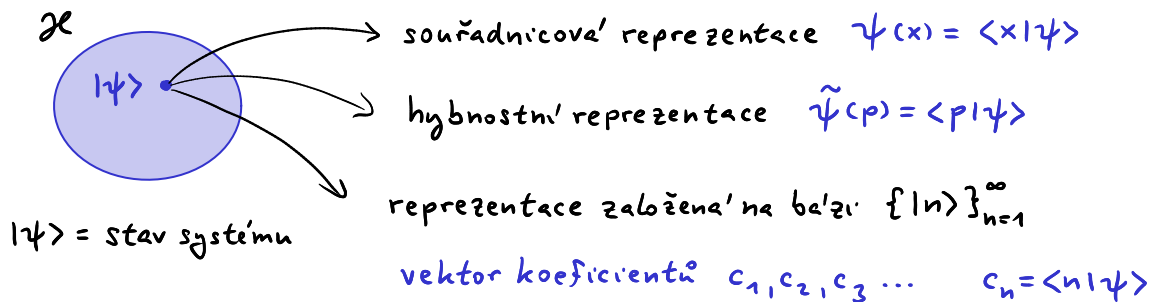 ℋ
souřadnicová reprezentace ψ(x) = <x|ψ>
|ψ>
hybnostní reprezentace ψ̃(p) = <p|ψ>
reprezentace založená na bázi {|n>}_{n=1}^{∞}
|ψ> = stav systému
vektor koeficientů c₁, c₂, c₃ ... cₙ = <n|ψ>